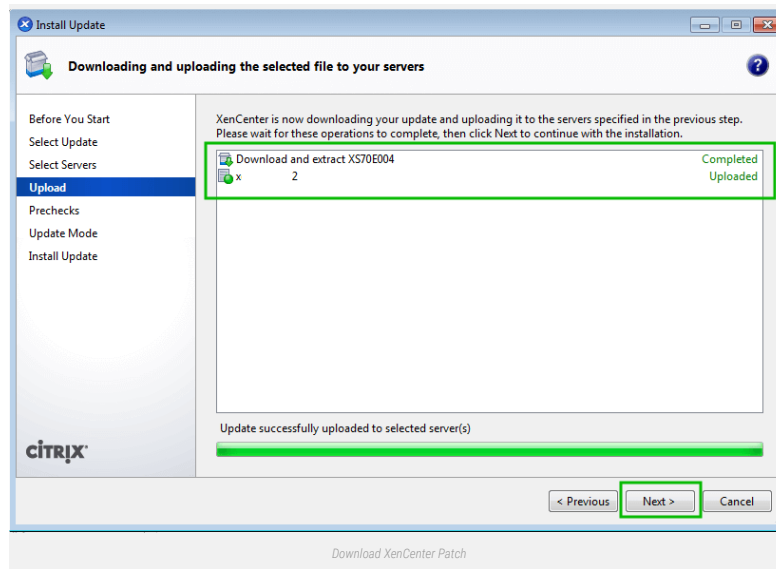 Install Update
Downloading and uploading the selected file to your servers
?
Before You Start
Select Update
Select Servers
Upload
Prechecks
Update Mode
Install Update
XenCenter is now downloading your update and uploading it to the servers specified in the previous step.
Please wait for these operations to complete, then click Next to continue with the installation.
Download and extract XS70E004 Completed
x 2 Uploaded
Update successfully uploaded to selected server(s)
CİTRIX
< Previous Next > Cancel
Download XenCenter Patch